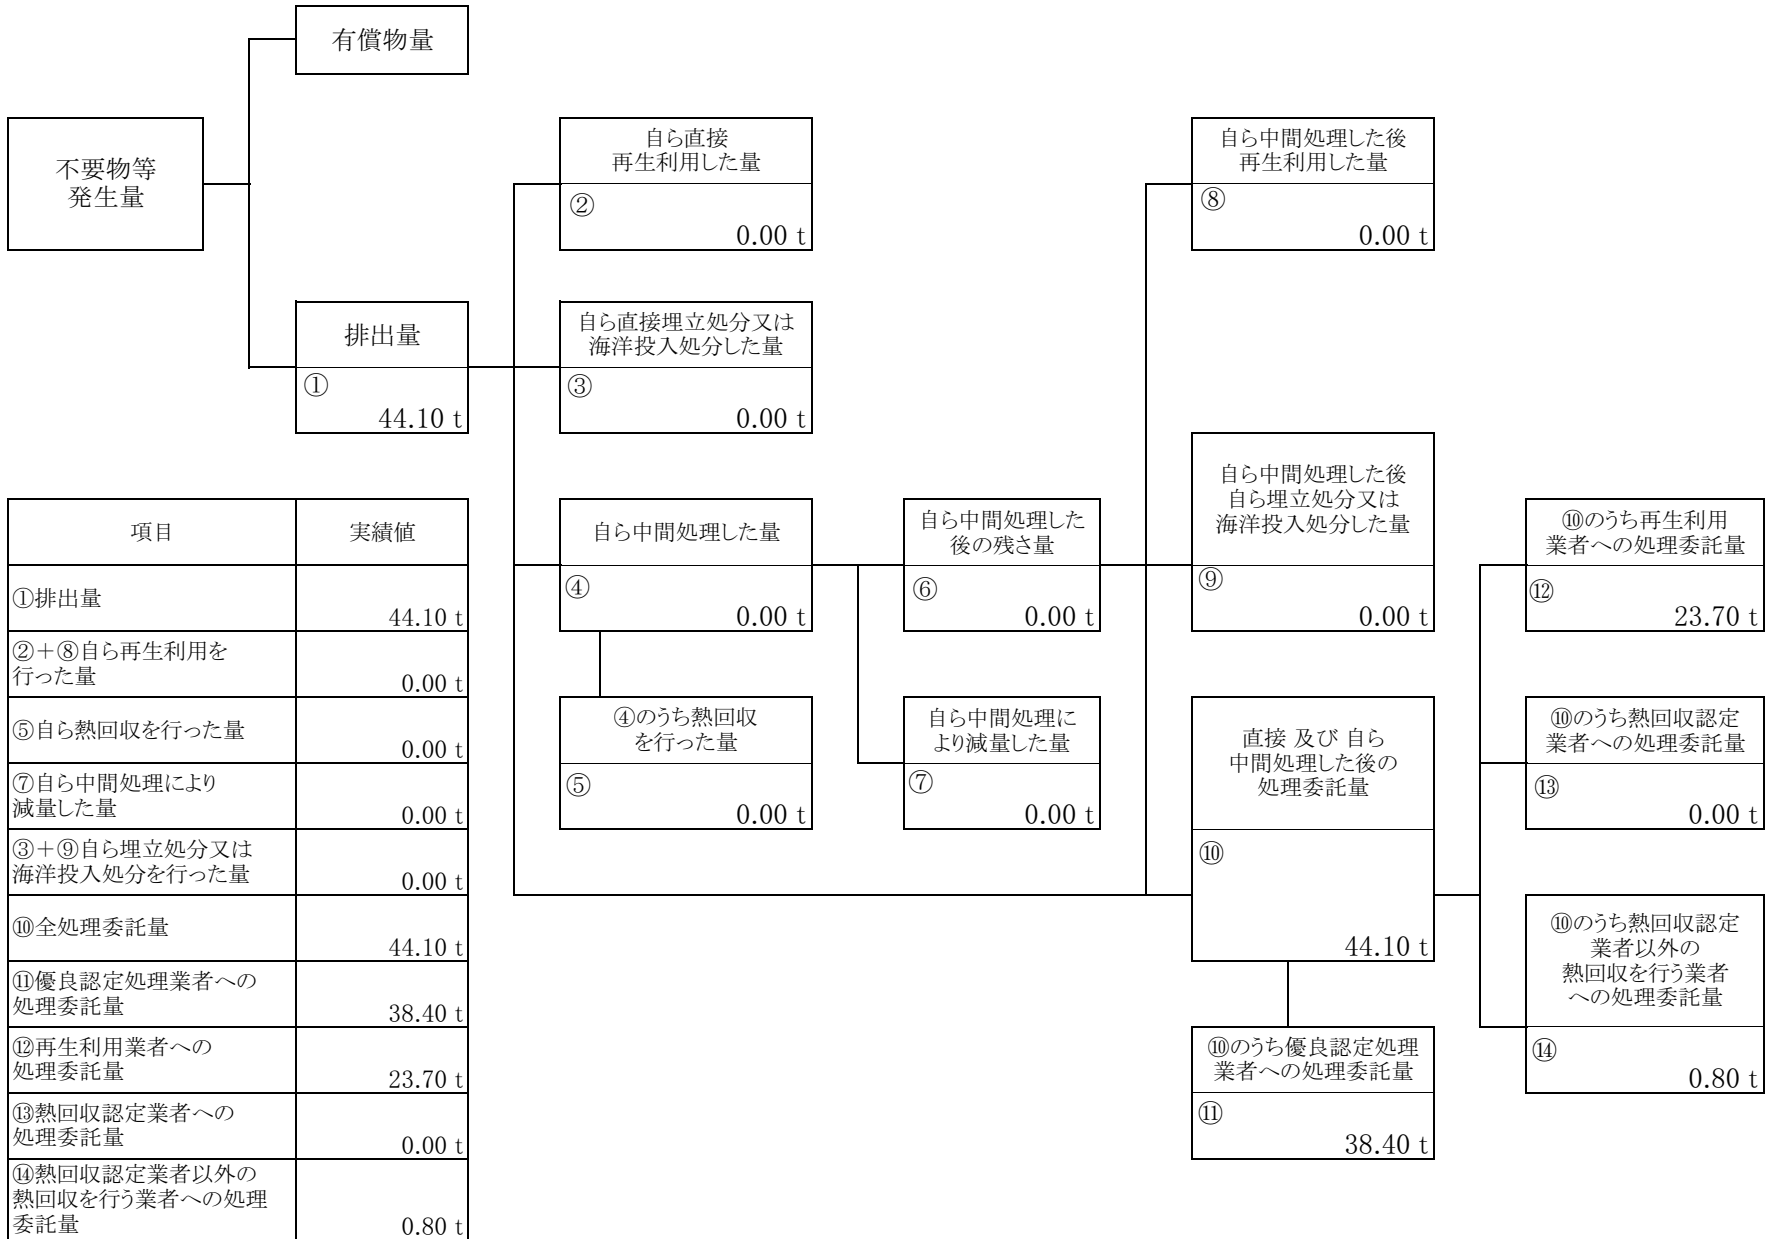 有償物量
不要物等
発生量
排出量
①
44.10 t
自ら直接
再生利用した量
②
0.00 t
自ら直接埋立処分又は
海洋投入処分した量
③
0.00 t
自ら中間処理した量
④
0.00 t
④のうち熱回収
を行った量
⑤
0.00 t
自ら中間処理した
後の残さ量
⑥
0.00 t
自ら中間処理に
より減量した量
⑦
0.00 t
自ら中間処理した後
再生利用した量
⑧
0.00 t
自ら中間処理した後
自ら埋立処分又は
海洋投入処分した量
⑨
0.00 t
直接 及び 自ら
中間処理した後の
処理委託量
⑩
44.10 t
⑩のうち優良認定処理
業者への処理委託量
⑪
38.40 t
⑩のうち再生利用
業者への処理委託量
⑫
23.70 t
⑩のうち熱回収認定
業者への処理委託量
⑬
0.00 t
⑩のうち熱回収認定
業者以外の
熱回収を行う業者
への処理委託量
⑭
0.80 t
項目 実績値
①排出量
44.10 t
②＋⑧自ら再生利用を
行った量
0.00 t
⑤自ら熱回収を行った量
0.00 t
⑦自ら中間処理により
減量した量
0.00 t
③＋⑨自ら埋立処分又は
海洋投入処分を行った量
0.00 t
⑩全処理委託量
44.10 t
⑪優良認定処理業者への
処理委託量
38.40 t
⑫再生利用業者への
処理委託量
23.70 t
⑬熱回収認定業者への
処理委託量
0.00 t
⑭熱回収認定業者以外の
熱回収を行う業者への処理
委託量
0.80 t